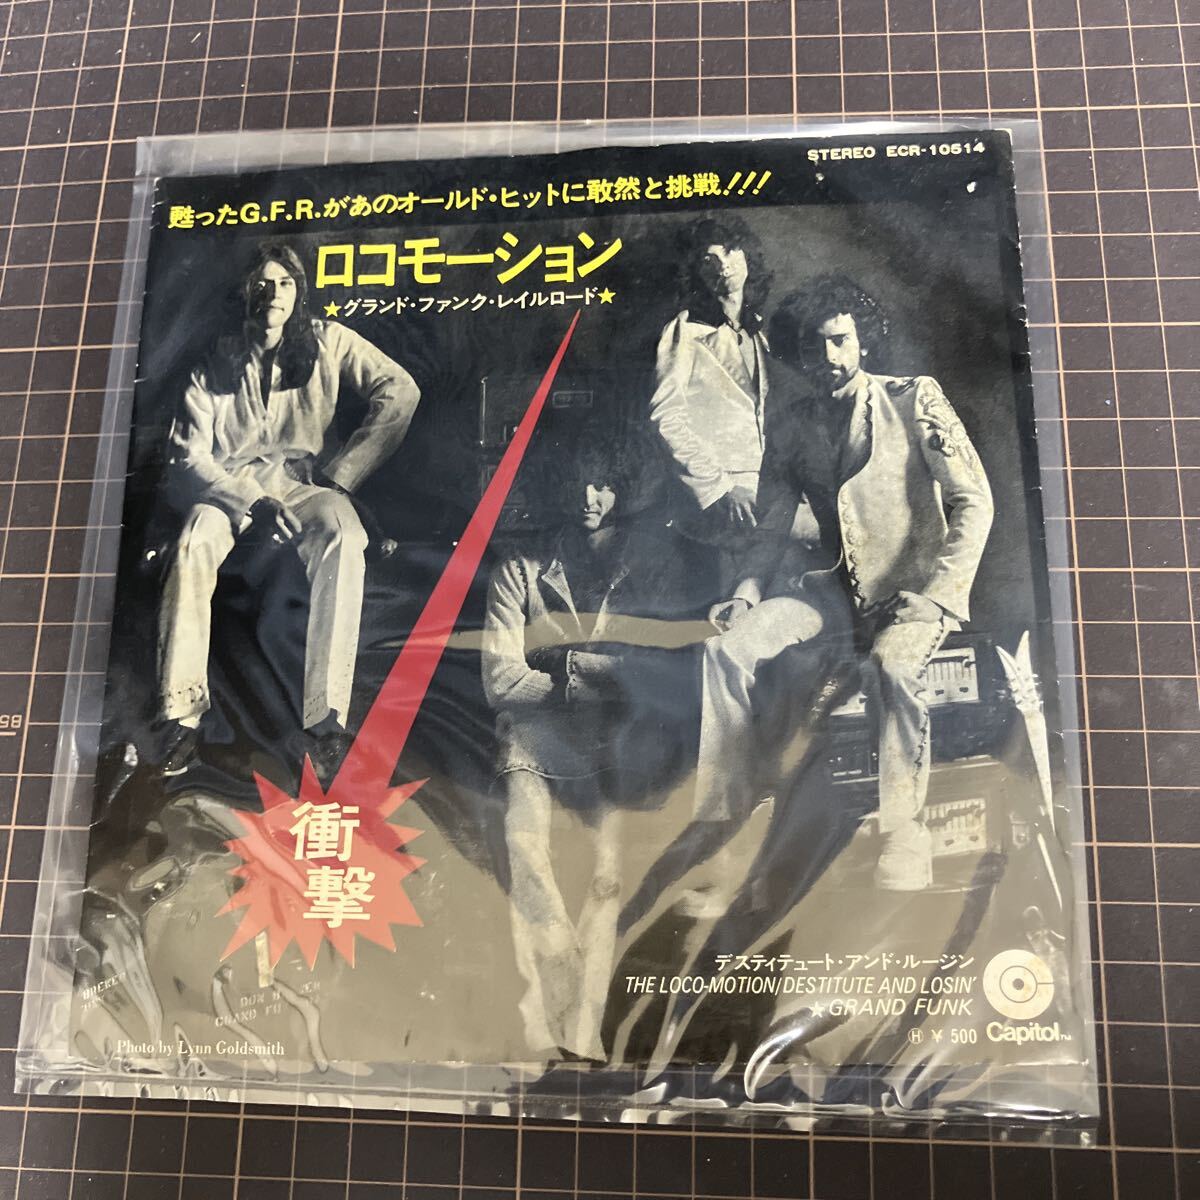 STEREO ECR-10514
甦ったG.F.R.があのオールド・ヒットに敢然と挑戦!!!
ロコモーション
★グランド・ファンク・レイルロード★
衝撃
デスティテュート・アンド・ルージン
THE LOCO-MOTION/DESTITUTE AND LOSIN'
★GRAND FUNK
Ⓗ ¥ 500
Capitol™
Photo by Lynn Goldsmith
B5